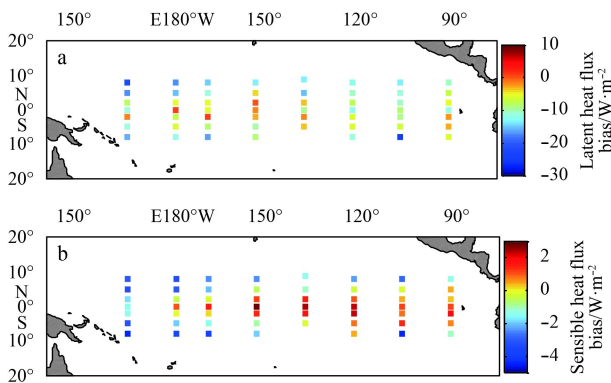 150° E180°W 150° 120° 90°
20°
10°
N
0°
S
10°
20°
a
10
0
−10
−20
−30
Latent heat flux
bias/W·m⁻²
150° E180°W 150° 120° 90°
20°
10°
N
0°
S
10°
20°
b
2
0
−2
−4
Sensible heat flux
bias/W·m⁻²